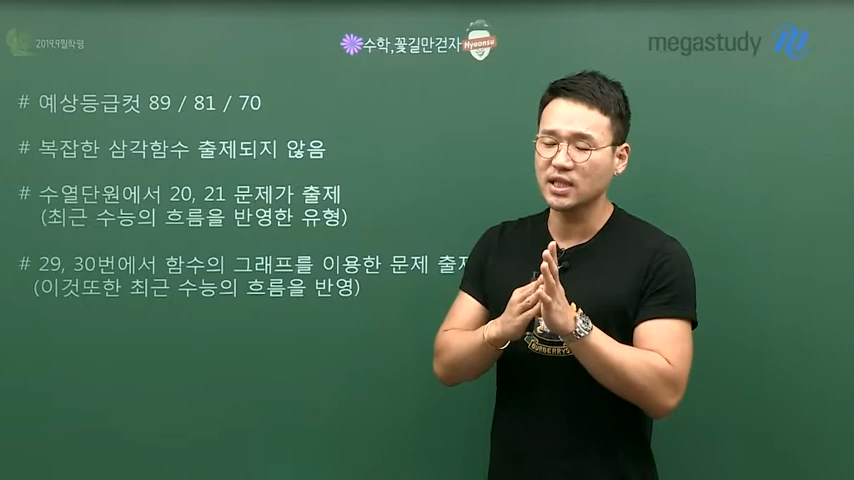 2019.9월학평
수학,꽃길만걷자
Hyeonsu
megastudy
# 예상등급컷 89 / 81 / 70
# 복잡한 삼각함수 출제되지 않음
# 수열단원에서 20, 21 문제가 출제
(최근 수능의 흐름을 반영한 유형)
# 29, 30번에서 함수의 그래프를 이용한 문제 출제
(이것또한 최근 수능의 흐름을 반영)
BURBERRY